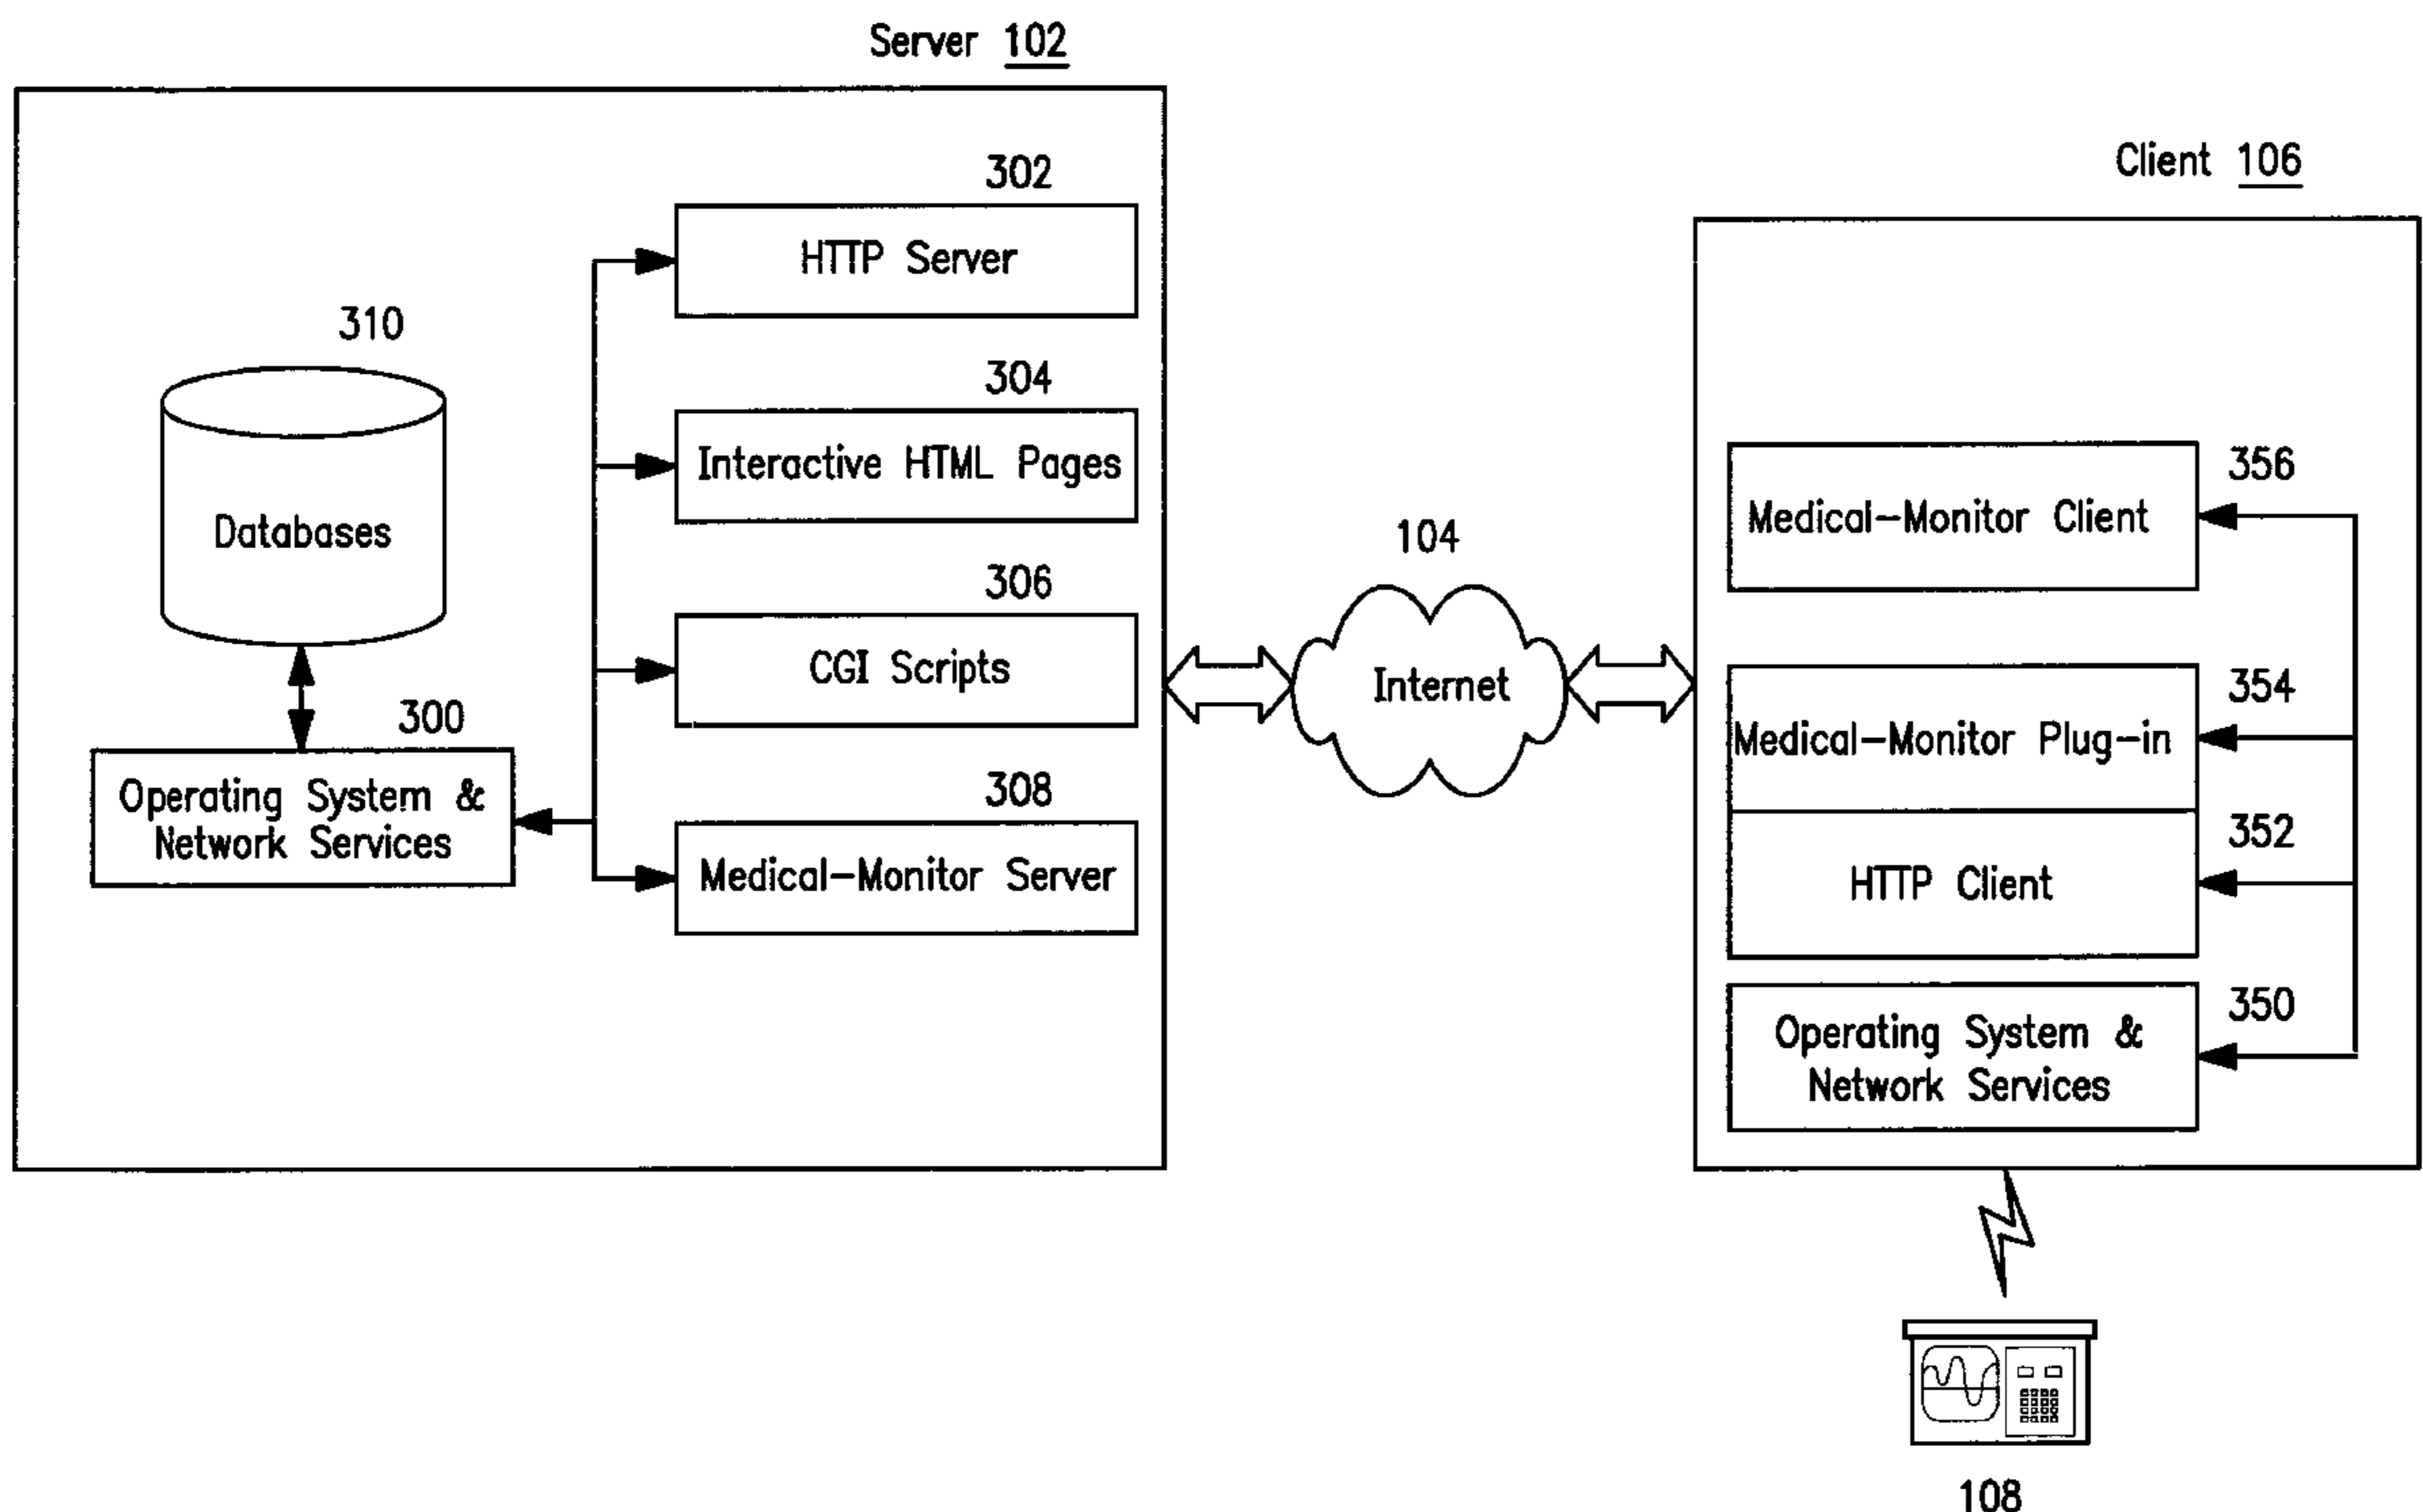 Server 102
302
HTTP Server
310
Databases
304
Interactive HTML Pages
306
CGI Scripts
300
Operating System &
Network Services
308
Medical-Monitor Server
104
Internet
Client 106
356
Medical-Monitor Client
354
Medical-Monitor Plug-in
352
HTTP Client
350
Operating System &
Network Services
108